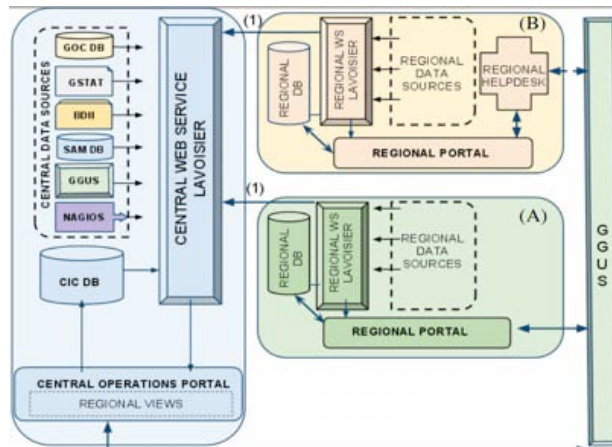 CENTRAL DATA SOURCES
GOC DB
GSTAT
BDII
SAM DB
GGUS
NAGIOS
CENTRAL WEB SERVICE
LAVOISIER
CIC DB
CENTRAL OPERATIONS PORTAL
REGIONAL VIEWS
(1)
(B)
REGIONAL
DB
REGIONAL WS
LAVOISIER
REGIONAL
DATA
SOURCES
REGIONAL
HELPDESK
REGIONAL PORTAL
(1)
(A)
REGIONAL
DB
REGIONAL WS
LAVOISIER
REGIONAL
DATA
SOURCES
REGIONAL PORTAL
GGUS